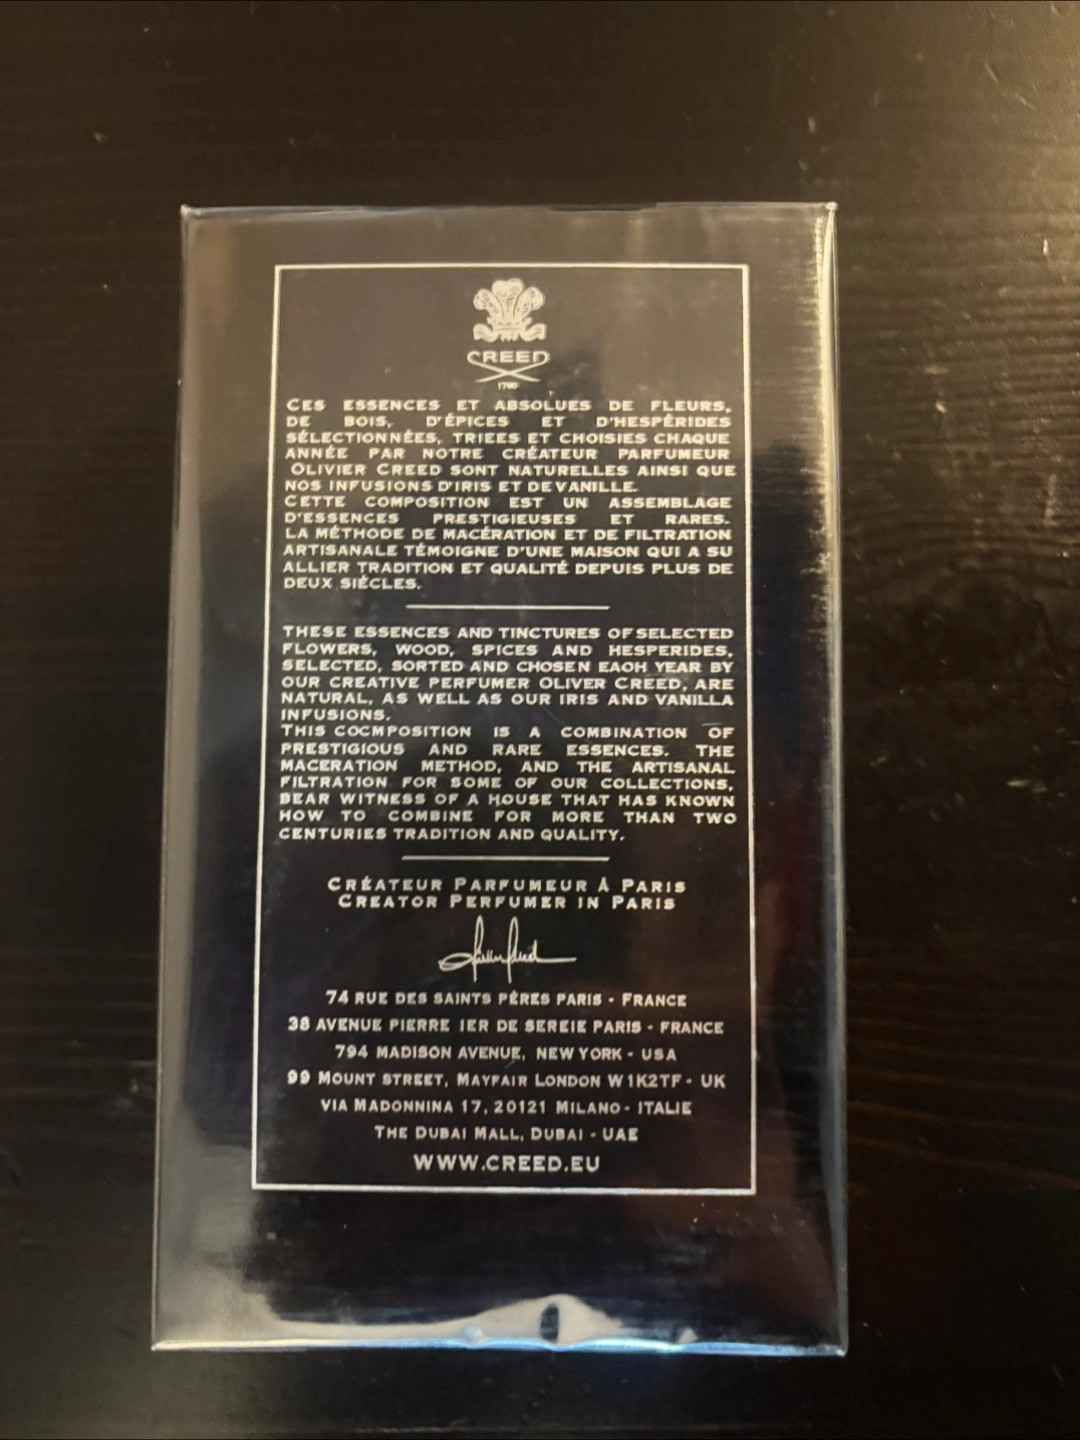 CREED
1760
CES ESSENCES ET ABSOLUES DE FLEURS,
DE BOIS, D'ÉPICES ET D'HESPÉRIDES
SÉLECTIONNÉES, TRIEES ET CHOISIES CHAQUE
ANNÉE PAR NOTRE CRÉATEUR PARFUMEUR
OLIVIER CREED SONT NATURELLES AINSI QUE
NOS INFUSIONS D'IRIS ET DE VANILLE.
CETTE COMPOSITION EST UN ASSEMBLAGE
D'ESSENCES PRESTIGIEUSES ET RARES.
LA MÉTHODE DE MACÉRATION ET DE FILTRATION
ARTISANALE TÉMOIGNE D'UNE MAISON QUI A SU
ALLIER TRADITION ET QUALITÉ DEPUIS PLUS DE
DEUX SIÈCLES.
THESE ESSENCES AND TINCTURES OF SELECTED
FLOWERS, WOOD, SPICES AND HESPERIDES,
SELECTED, SORTED AND CHOSEN EAOH YEAR BY
OUR CREATIVE PERFUMER OLIVER CREED, ARE
NATURAL, AS WELL AS OUR IRIS AND VANILLA
INFUSIONS.
THIS COCMPOSITION IS A COMBINATION OF
PRESTIGIOUS AND RARE ESSENCES. THE
MACERATION METHOD, AND THE ARTISANAL
FILTRATION FOR SOME OF OUR COLLECTIONS,
BEAR WITNESS OF A HOUSE THAT HAS KNOWN
HOW TO COMBINE FOR MORE THAN TWO
CENTURIES TRADITION AND QUALITY.
CRÉATEUR PARFUMEUR À PARIS
CREATOR PERFUMER IN PARIS
74 RUE DES SAINTS PÈRES PARIS - FRANCE
38 AVENUE PIERRE 1ER DE SEREIE PARIS - FRANCE
794 MADISON AVENUE, NEW YORK - USA
99 MOUNT STREET, MAYFAIR LONDON W1K2TF - UK
VIA MADONNINA 17, 20121 MILANO - ITALIE
THE DUBAI MALL, DUBAI - UAE
WWW.CREED.EU